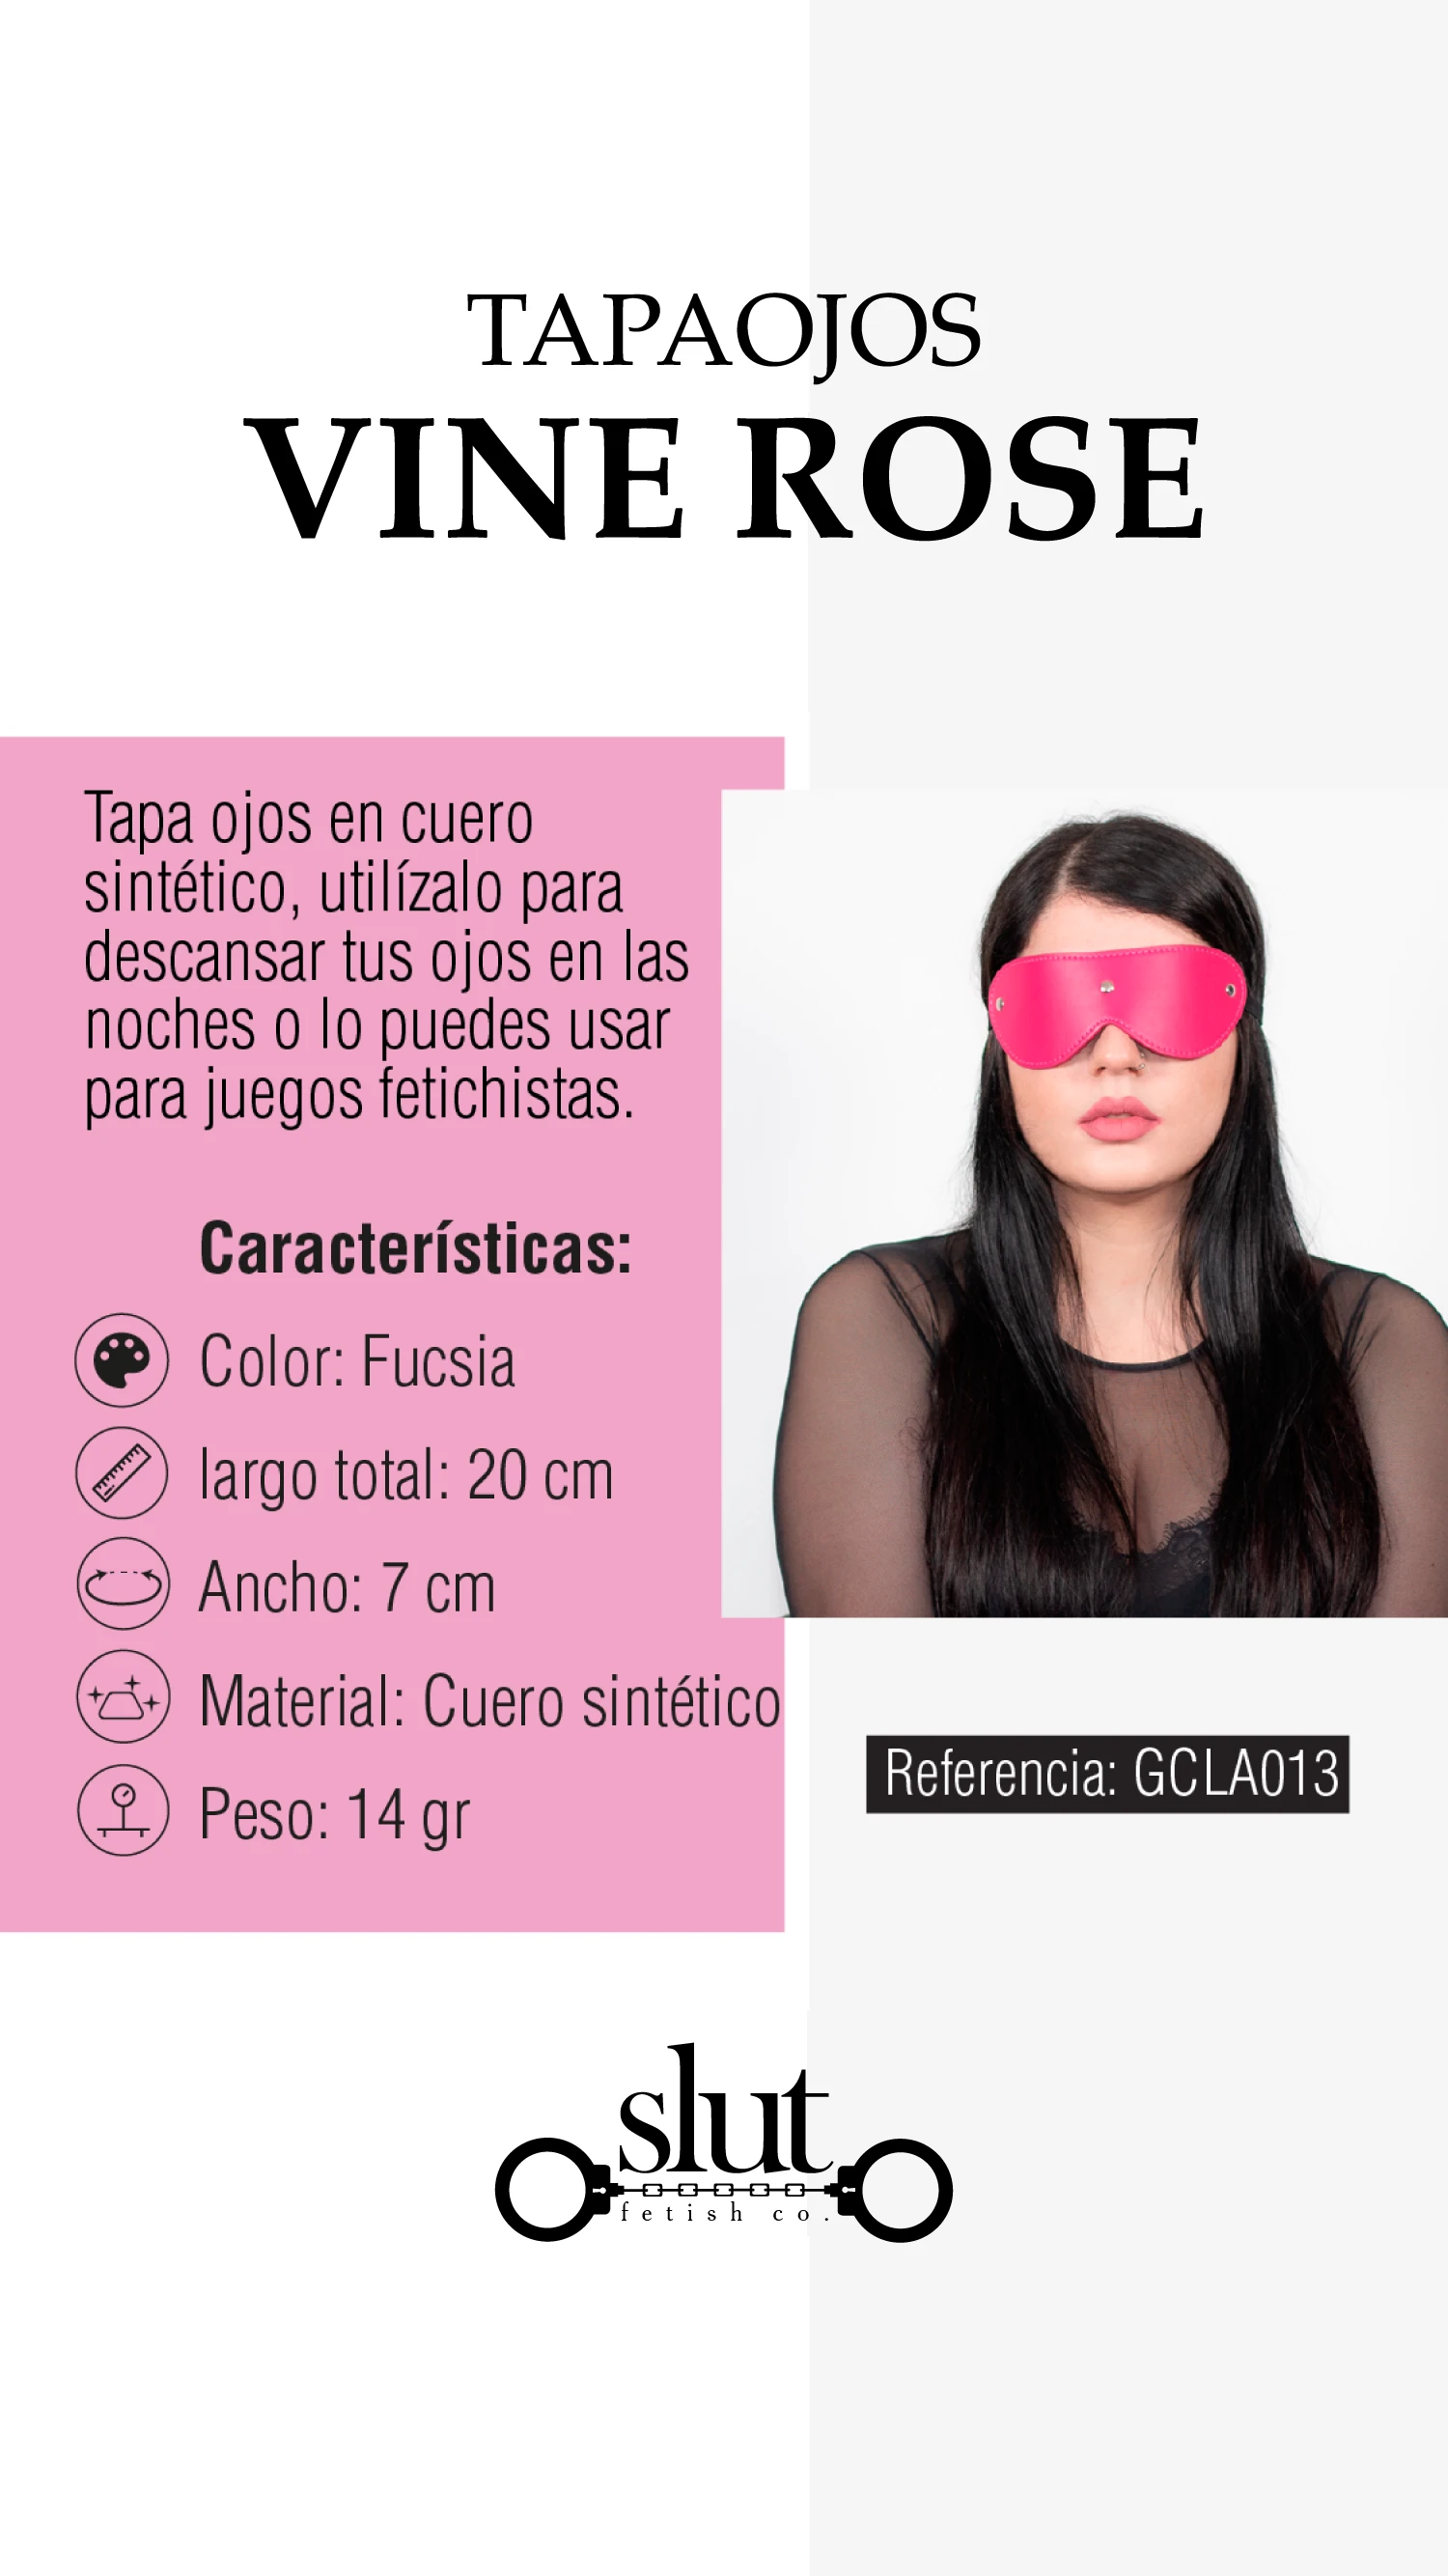 TAPAOJOS
VINE ROSE
Tapa ojos en cuero
sintético, utilízalo para
descansar tus ojos en las
noches o lo puedes usar
para juegos fetichistas.
Características:
Color: Fucsia
largo total: 20 cm
Ancho: 7 cm
Material: Cuero sintético
Peso: 14 gr
Referencia: GCLA013
slut
fetish co.